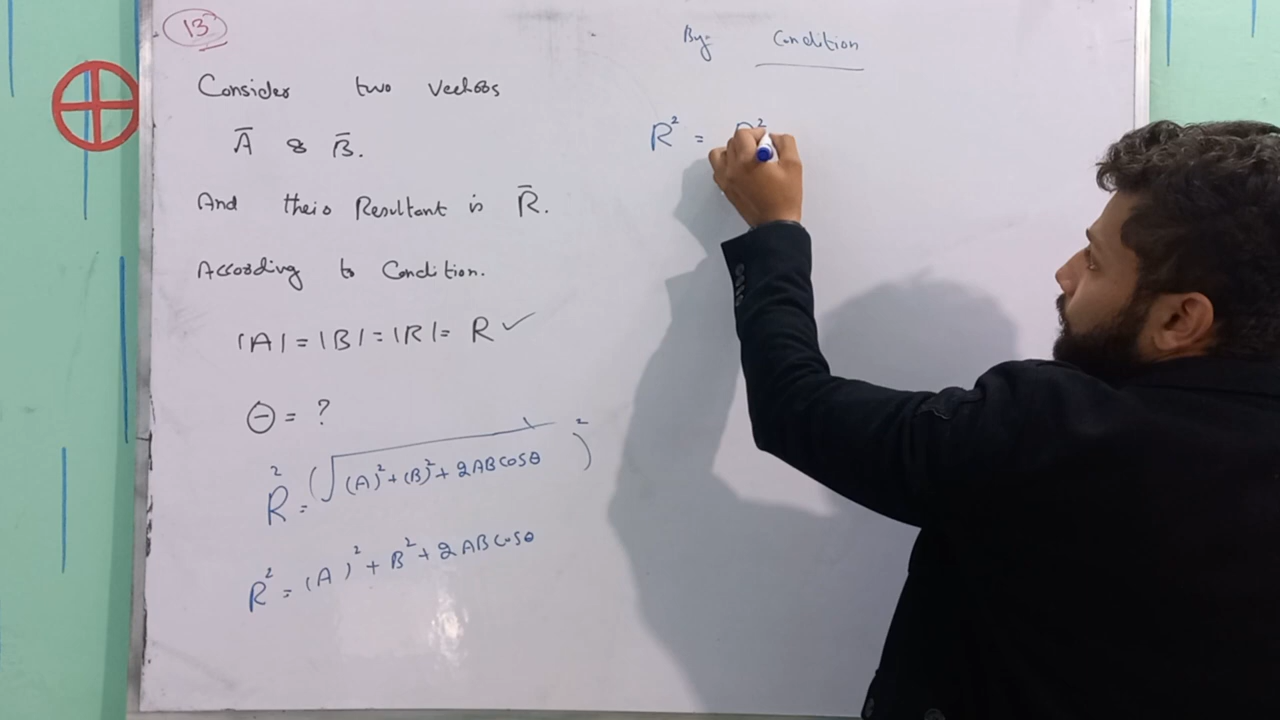 13
Consider two Vectors
A̅ & B̅.
And their Resultant is R̅.
According to Condition.
|A| = |B| = |R| = R ✓
Θ = ?
R² = (√(A)² + (B)² + 2ABCosθ)²
R² = (A)² + B² + 2ABCosθ
By Condition
R² = R²